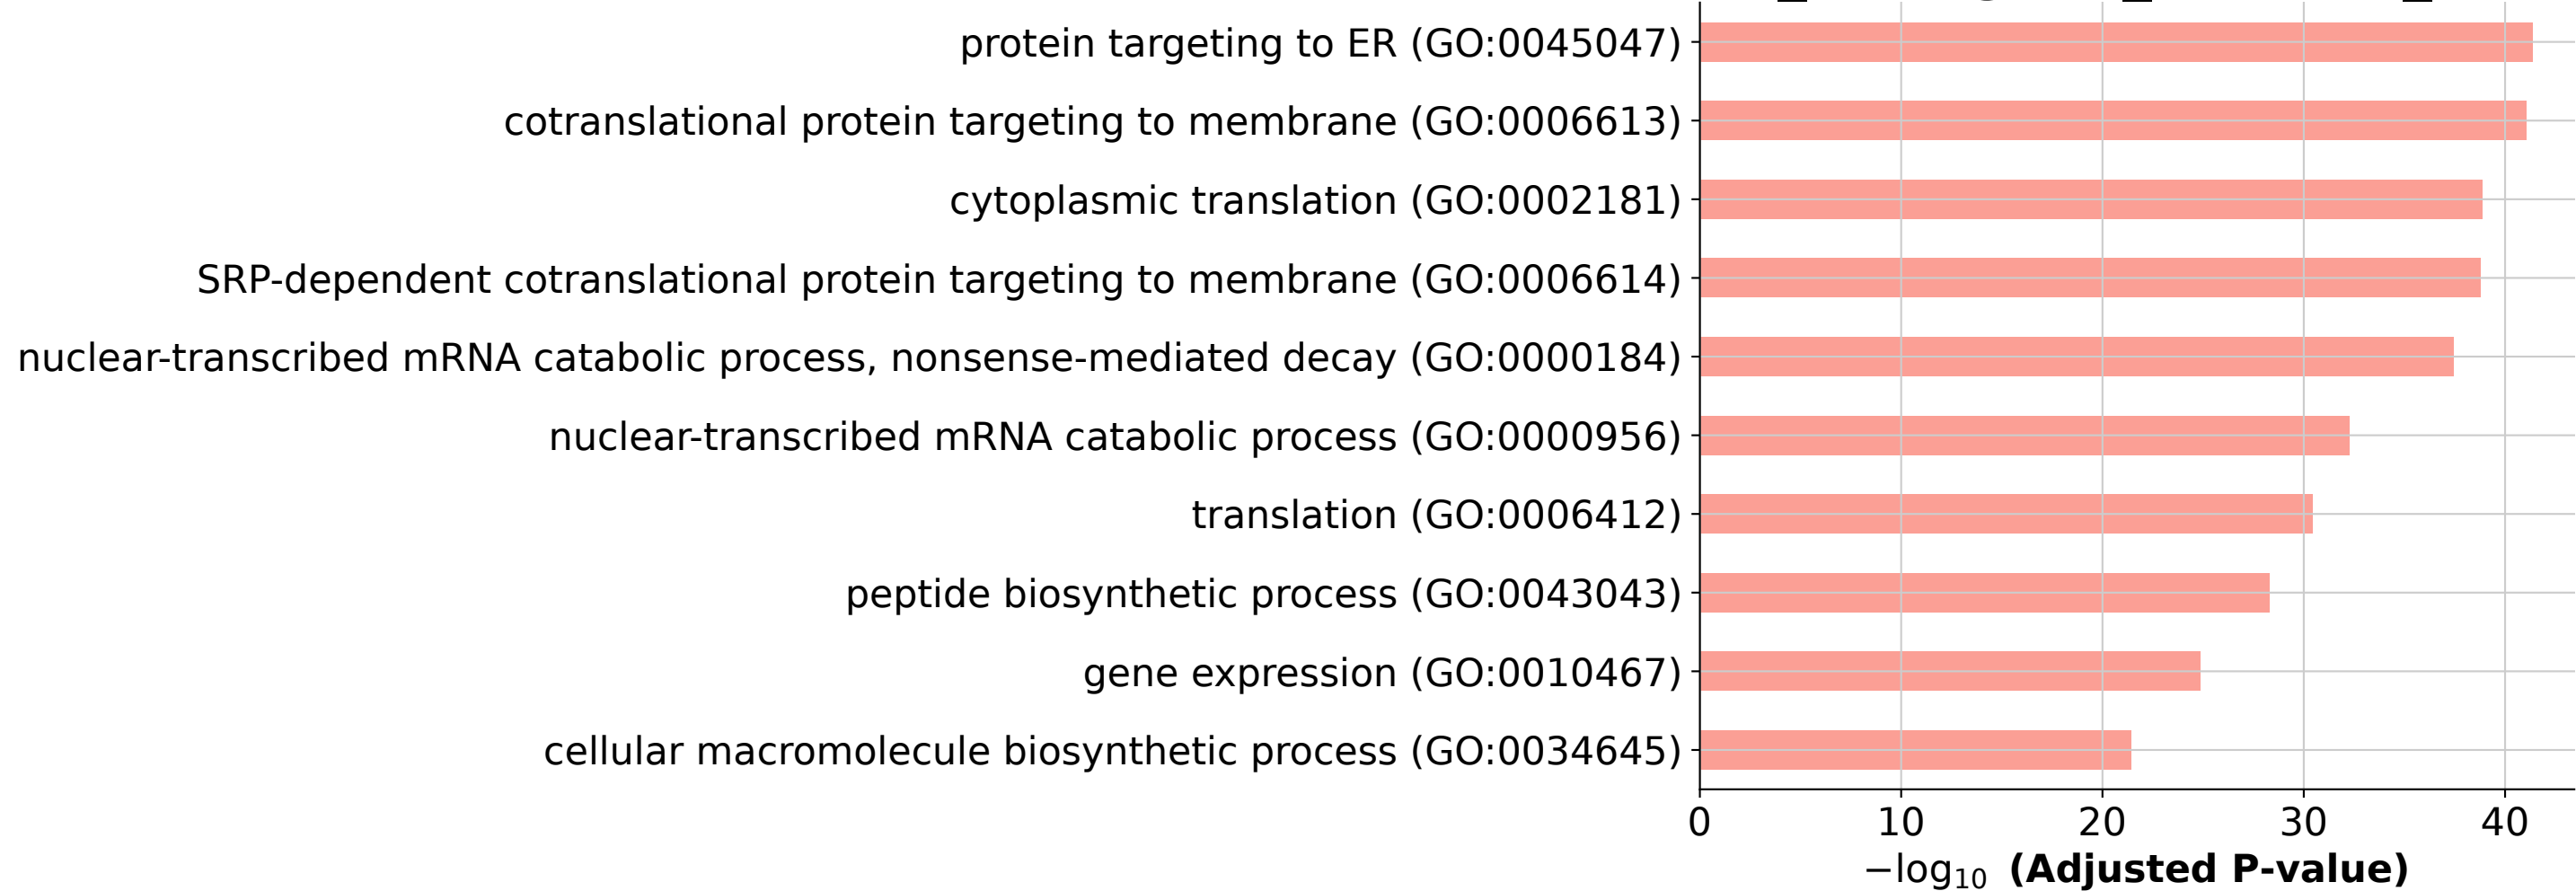 protein targeting to ER (GO:0045047)
cotranslational protein targeting to membrane (GO:0006613)
cytoplasmic translation (GO:0002181)
SRP-dependent cotranslational protein targeting to membrane (GO:0006614)
nuclear-transcribed mRNA catabolic process, nonsense-mediated decay (GO:0000184)
nuclear-transcribed mRNA catabolic process (GO:0000956)
translation (GO:0006412)
peptide biosynthetic process (GO:0043043)
gene expression (GO:0010467)
cellular macromolecule biosynthetic process (GO:0034645)
0 10 20 30 40
−log₁₀ (Adjusted P-value)